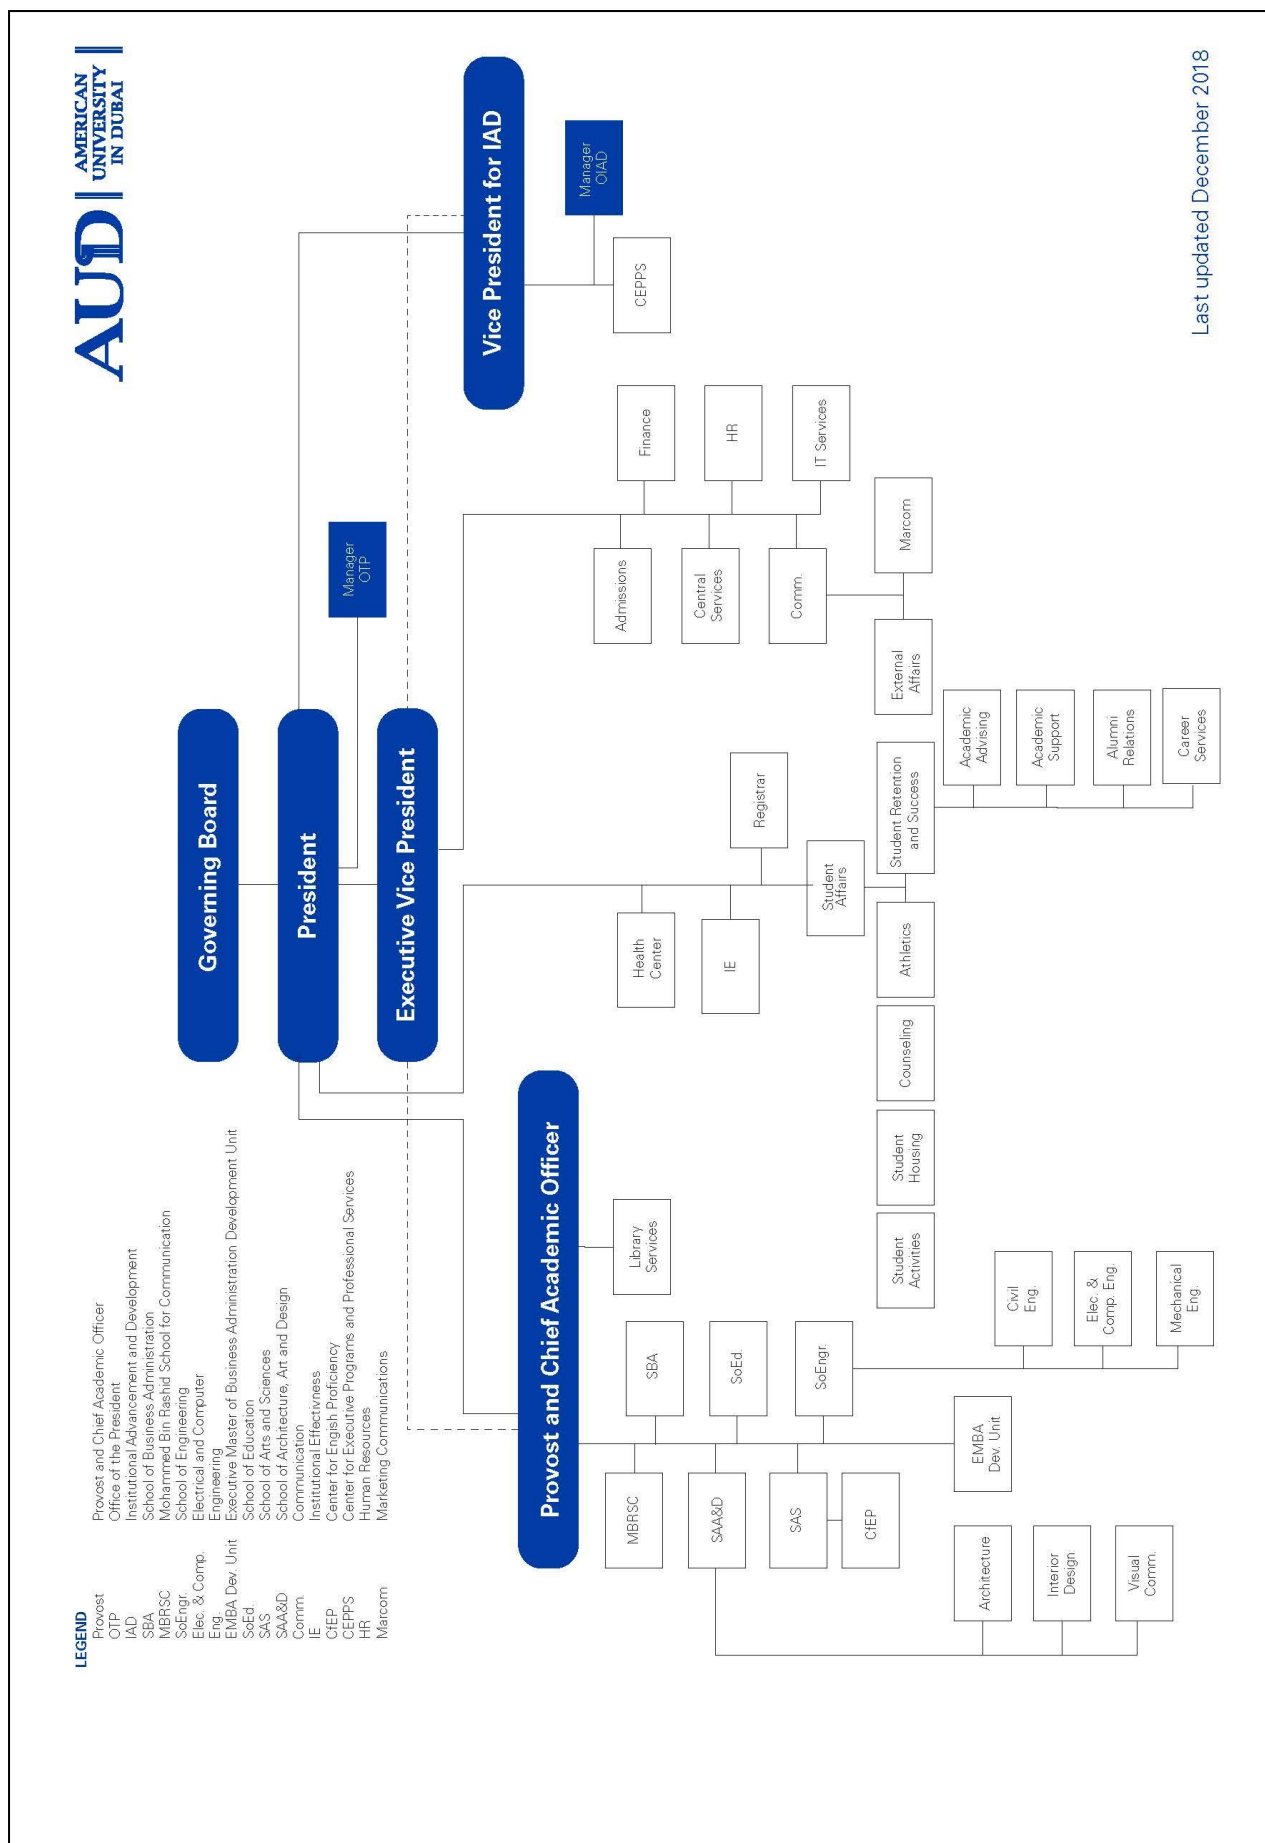 AUD
AMERICAN
UNIVERSITY
IN DUBAI
LEGEND
Provost Provost and Chief Academic Officer
OTP Office of the President
IAD Institutional Advancement and Development
SBA School of Business Administration
MBRSC Mohammed Bin Rashid School for Communication
SoEngr. School of Engineering
Elec. & Comp. Electrical and Computer
Eng. Engineering
EMBA Dev. Unit Executive Master of Business Administration Development Unit
SoEd. School of Education
SAS School of Arts and Sciences
SAA&D School of Architecture, Art and Design
Comm. Communication
IE Institutional Effectivness
CfEP Center for Engish Proficiency
CEPPS Center for Executive Programs and Professional Services
HR Human Resources
Marcom Marketing Communications
Governing Board
President
Manager
OTP
Executive Vice President
Vice President for IAD
Manager
OIAD
CEPPS
Provost and Chief Academic Officer
Library
Services
MBRSC
SBA
SAA&D
SoEd.
SAS
SoEngr.
CfEP
EMBA
Dev. Unit
Architecture
Interior
Design
Visual
Comm.
Civil
Eng.
Elec. &
Comp. Eng.
Mechanical
Eng.
Health
Center
Registrar
IE
Student
Affairs
Student
Activities
Student
Housing
Counseling
Athletics
Student Retention
and Success
Academic
Advising
Academic
Support
Alumni
Relations
Career
Services
Admissions
Finance
Central
Services
HR
Comm.
IT Services
External
Affairs
Marcom
Last updated December 2018